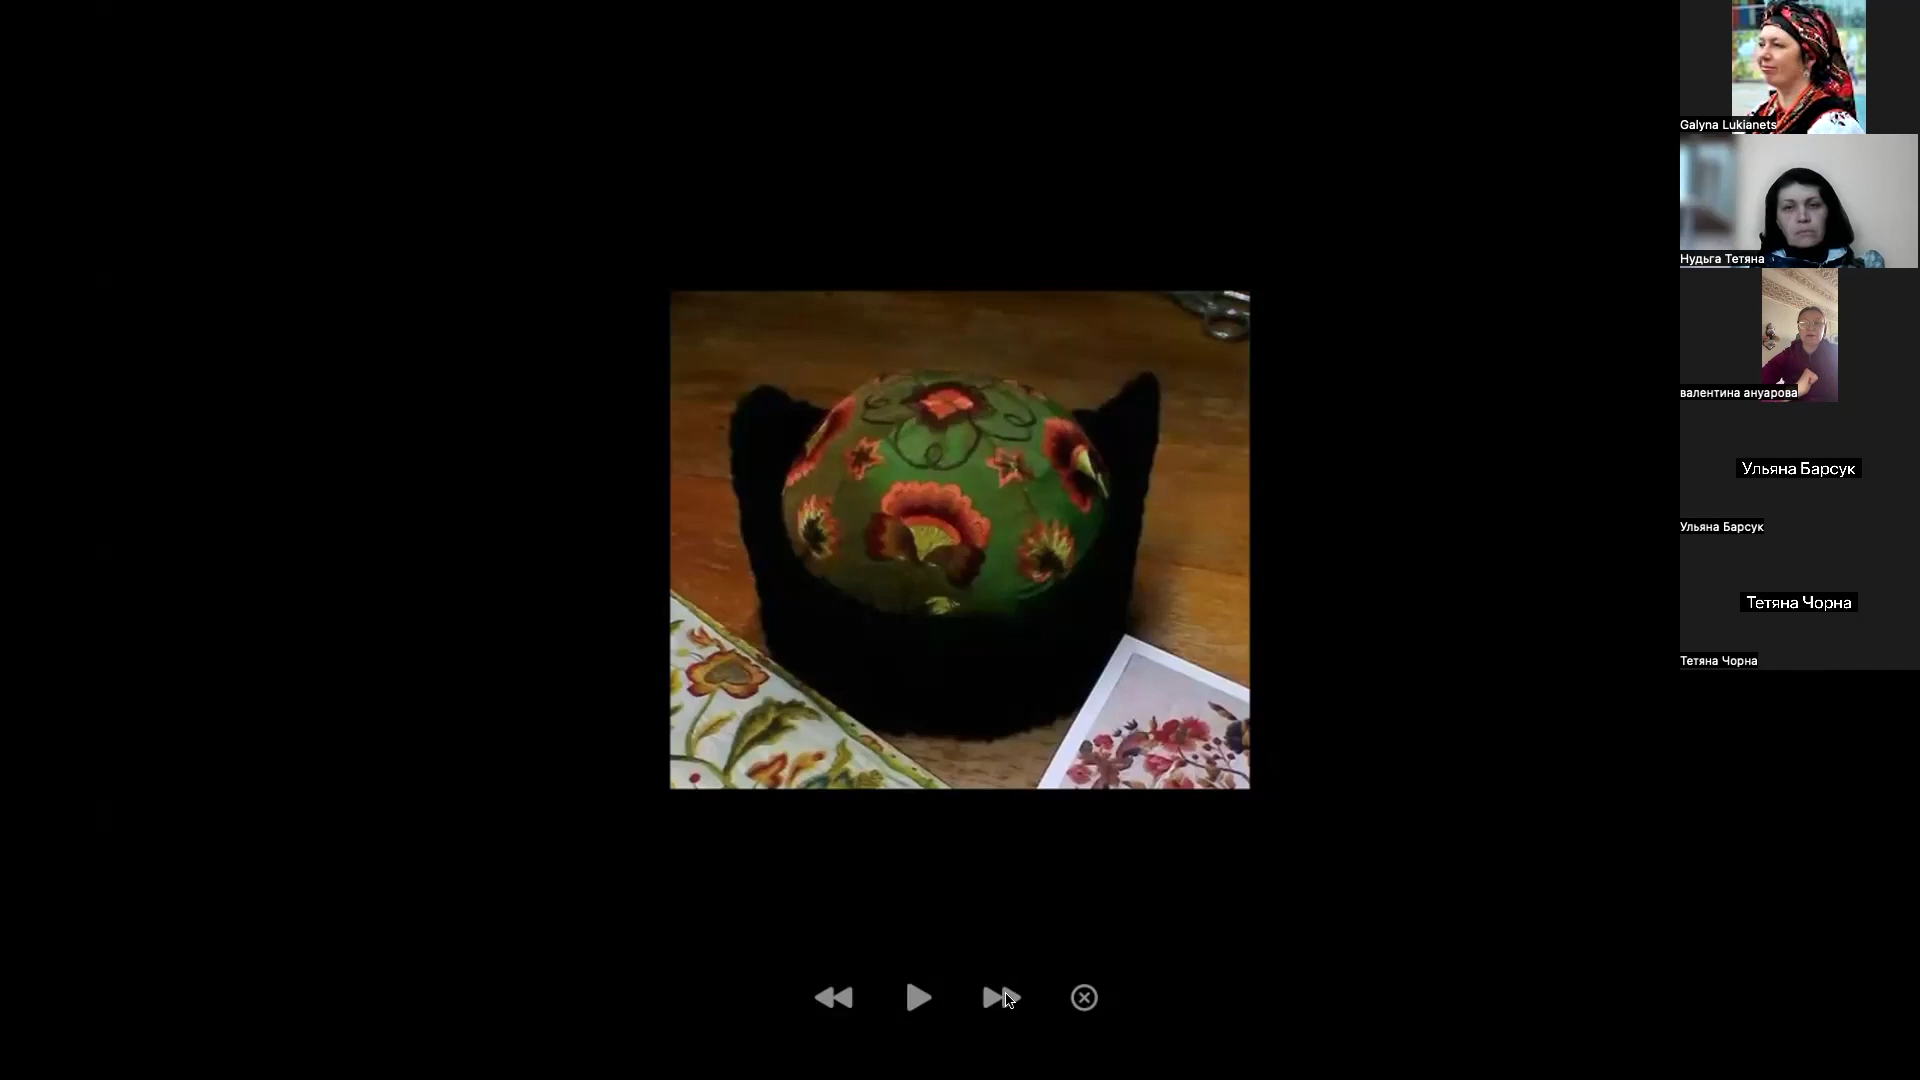 Galyna Lukianets
Нудьга Тетяна
валентина ануарова
Ульяна Барсук
Ульяна Барсук
Тетяна Чорна
Тетяна Чорна